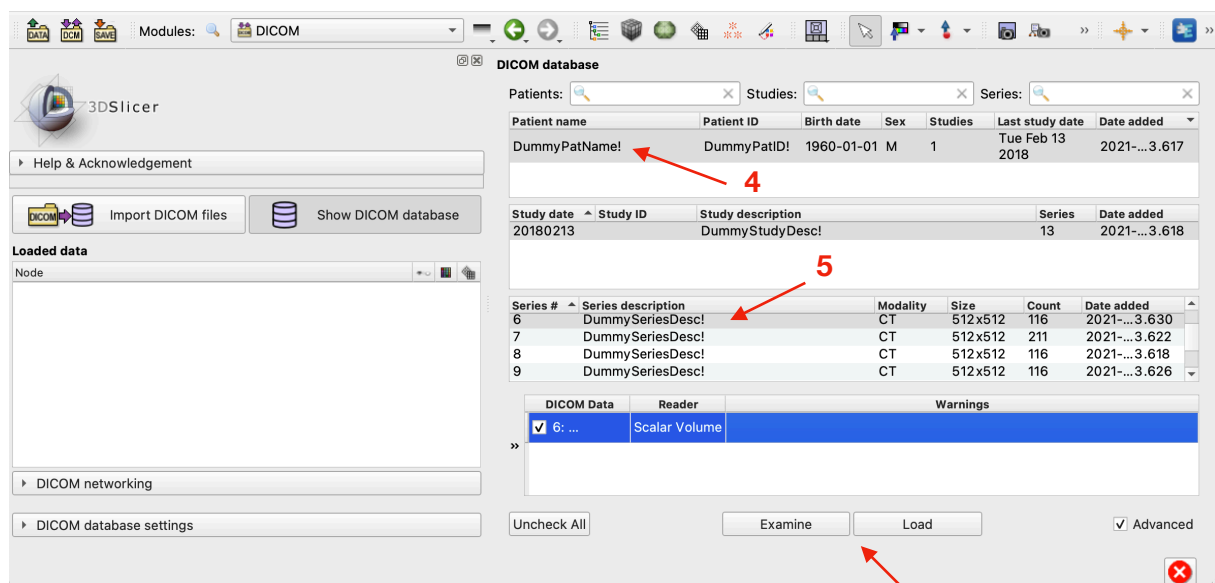 DATA DCM SAVE Modules: DICOM
DICOM database
Patients: Studies: Series:
3DSlicer
Help & Acknowledgement
DICOM Import DICOM files Show DICOM database
Loaded data
Node
DICOM networking
DICOM database settings
Patient name Patient ID Birth date Sex Studies Last study date Date added
DummyPatName! DummyPatID! 1960-01-01 M 1 Tue Feb 13 2018 2021-...3.617
4
Study date Study ID Study description Series Date added
20180213 DummyStudyDesc! 13 2021-...3.618
5
Series # Series description Modality Size Count Date added
6 DummySeriesDesc! CT 512x512 116 2021-...3.630
7 DummySeriesDesc! CT 512x512 211 2021-...3.622
8 DummySeriesDesc! CT 512x512 116 2021-...3.618
9 DummySeriesDesc! CT 512x512 116 2021-...3.626
DICOM Data Reader Warnings
6: ... Scalar Volume
»
Uncheck All Examine Load Advanced